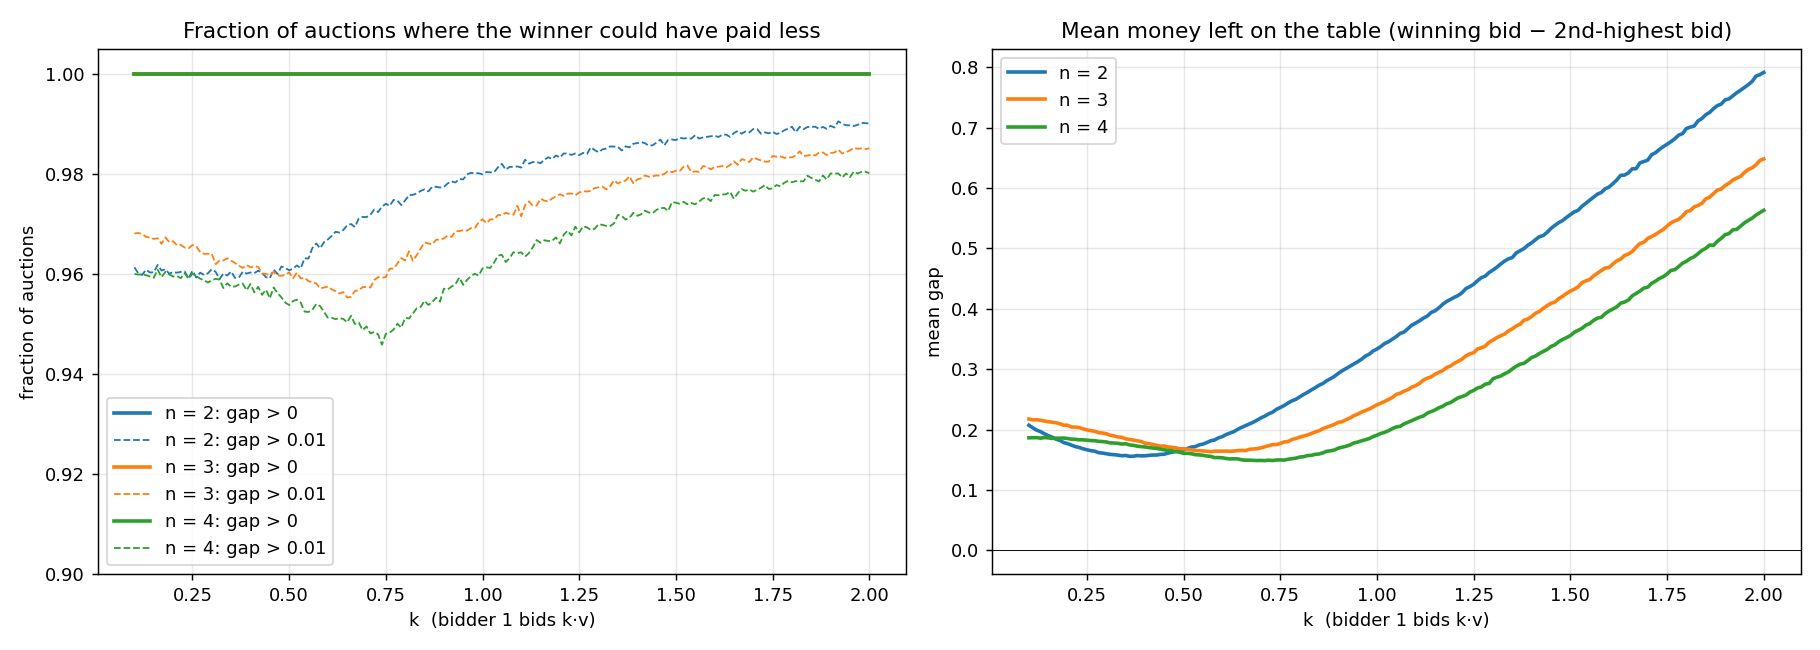 Fraction of auctions where the winner could have paid less
1.00
0.98
0.96
0.94
0.92
0.90
fraction of auctions
n = 2: gap > 0
n = 2: gap > 0.01
n = 3: gap > 0
n = 3: gap > 0.01
n = 4: gap > 0
n = 4: gap > 0.01
0.25 0.50 0.75 1.00 1.25 1.50 1.75 2.00
k (bidder 1 bids k·v)
Mean money left on the table (winning bid − 2nd-highest bid)
0.8
0.7
0.6
0.5
0.4
0.3
0.2
0.1
0.0
mean gap
n = 2
n = 3
n = 4
0.25 0.50 0.75 1.00 1.25 1.50 1.75 2.00
k (bidder 1 bids k·v)